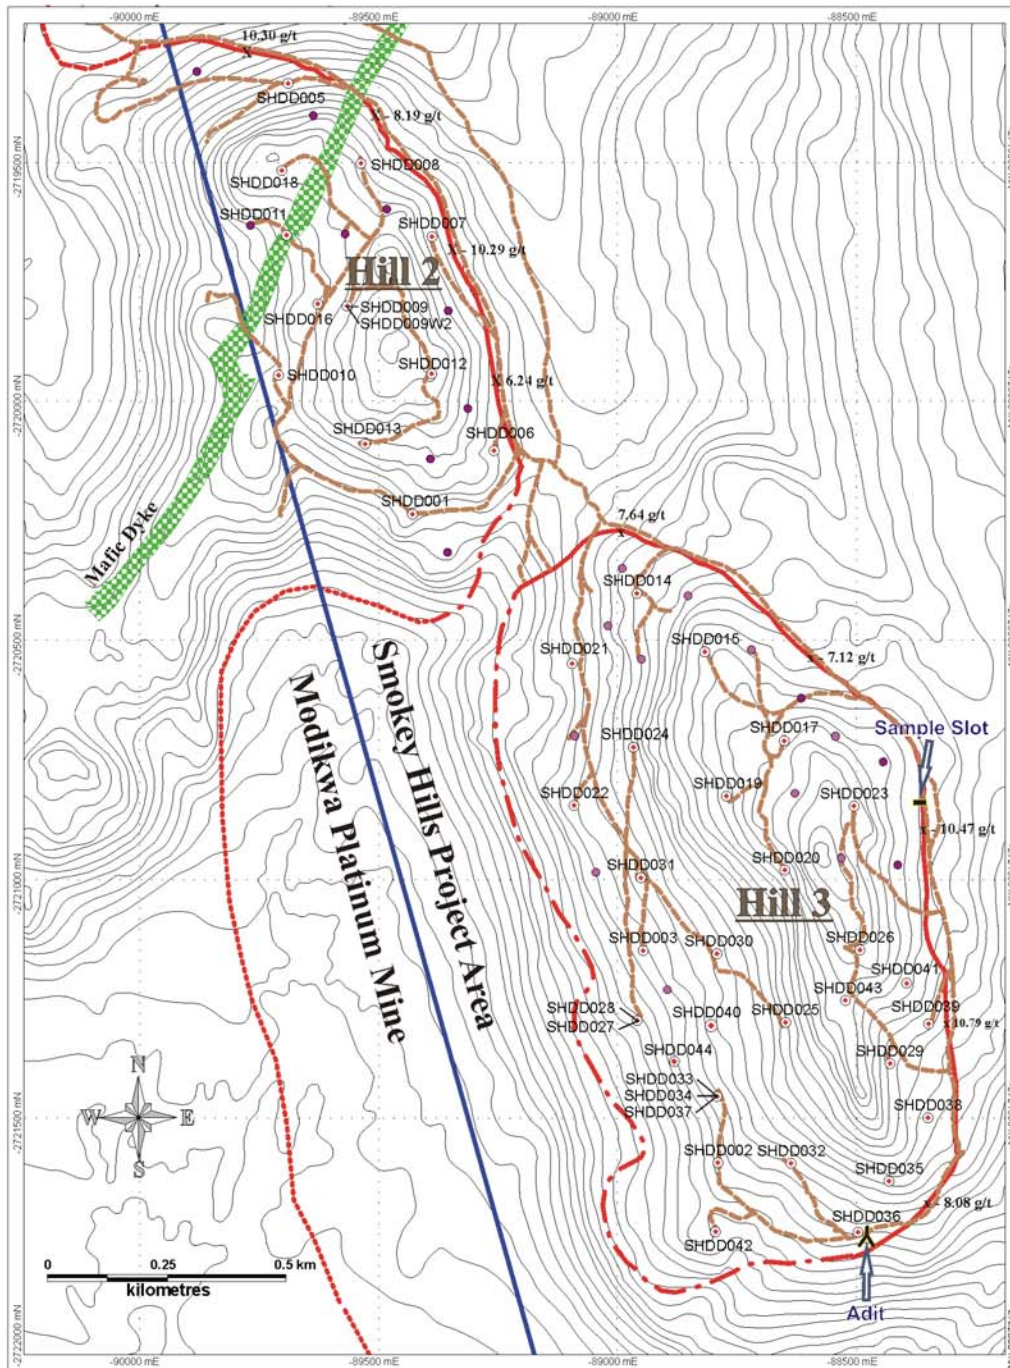 -90000 mE
-89500 mE
-89000 mE
-88500 mE
10.30 g/t
X
SHDD005
X - 8.19 g/t
-2719500 mN
SHDD008
SHDD018
SHDD011
SHDD007
X - 10.29 g/t
Hill 2
SHDD009
SHDD016
SHDD009W2
SHDD012
X 6.24 g/t
SHDD010
-2720000 mN
SHDD013
SHDD006
SHDD001
7.64 g/t
x
Mafic Dyke
SHDD014
-2720500 mN
SHDD015
SHDD021
x - 7.12 g/t
Smokey Hills Project Area
Modikwa Platinum Mine
SHDD024
SHDD017
Sample Slot
SHDD019
SHDD022
SHDD023
x - 10.47 g/t
SHDD020
SHDD031
-2721000 mN
Hill 3
SHDD003
SHDD030
SHDD026
SHDD041
SHDD043
SHDD028
SHDD027
SHDD040
SHDD025
SHDD039
x 10.79 g/t
SHDD044
SHDD029
SHDD033
SHDD034
SHDD037
SHDD038
N
W
E
S
-2721500 mN
SHDD002
SHDD032
SHDD035
x - 8.08 g/t
SHDD036
SHDD042
0
0.25
0.5 km
kilometres
Adit
-2722000 mN
-90000 mE
-89500 mE
-89000 mE
-88500 mE